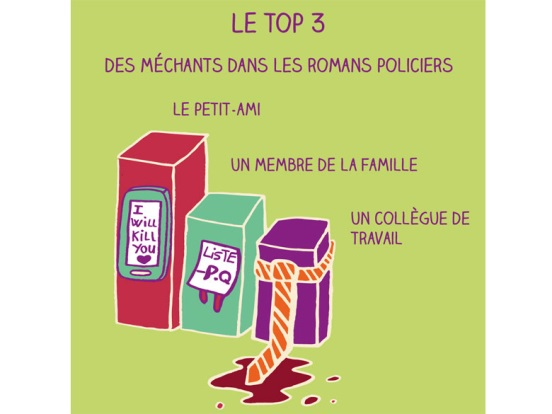 LE TOP 3
DES MÉCHANTS DANS LES ROMANS POLICIERS
LE PETIT-AMI
UN MEMBRE DE LA FAMILLE
UN COLLÈGUE DE
TRAVAIL
I
will
Kill
YOU
LiSTE
-P.Q